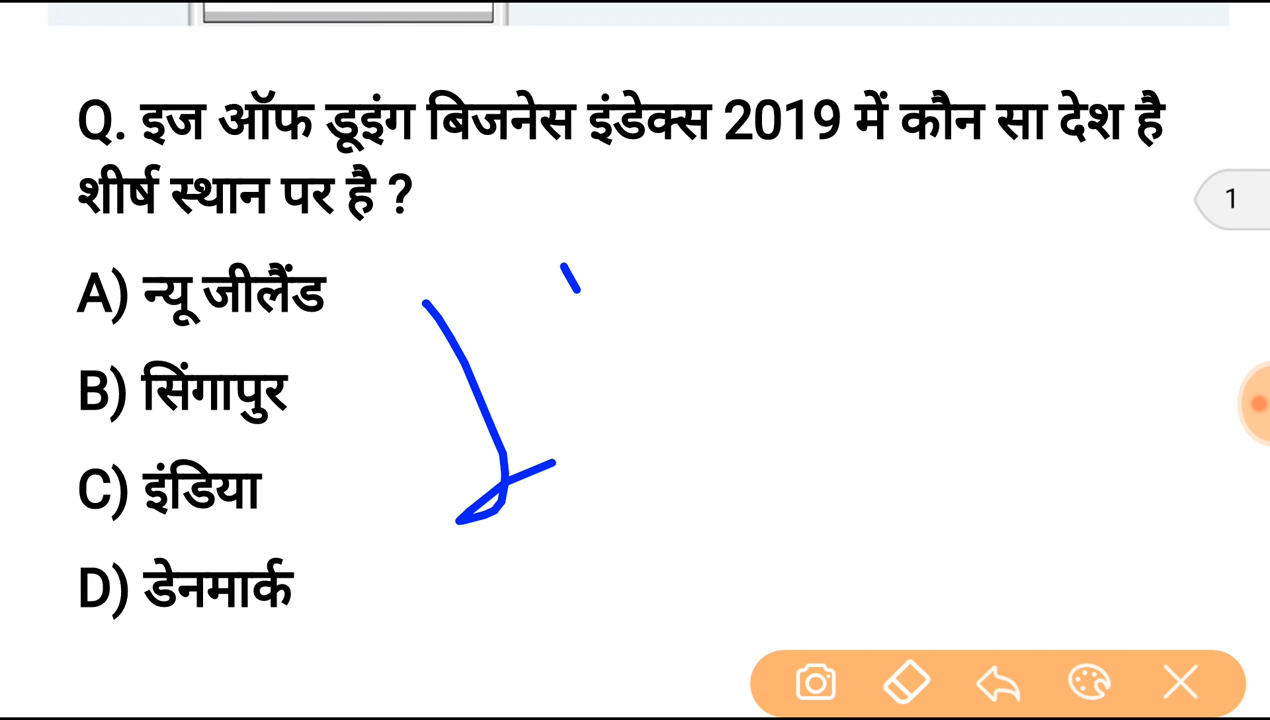 Q. इज ऑफ डूइंग बिजनेस इंडेक्स 2019 में कौन सा देश है
शीर्ष स्थान पर है ?
1
A) न्यू जीलैंड
B) सिंगापुर
C) इंडिया
D) डेनमार्क